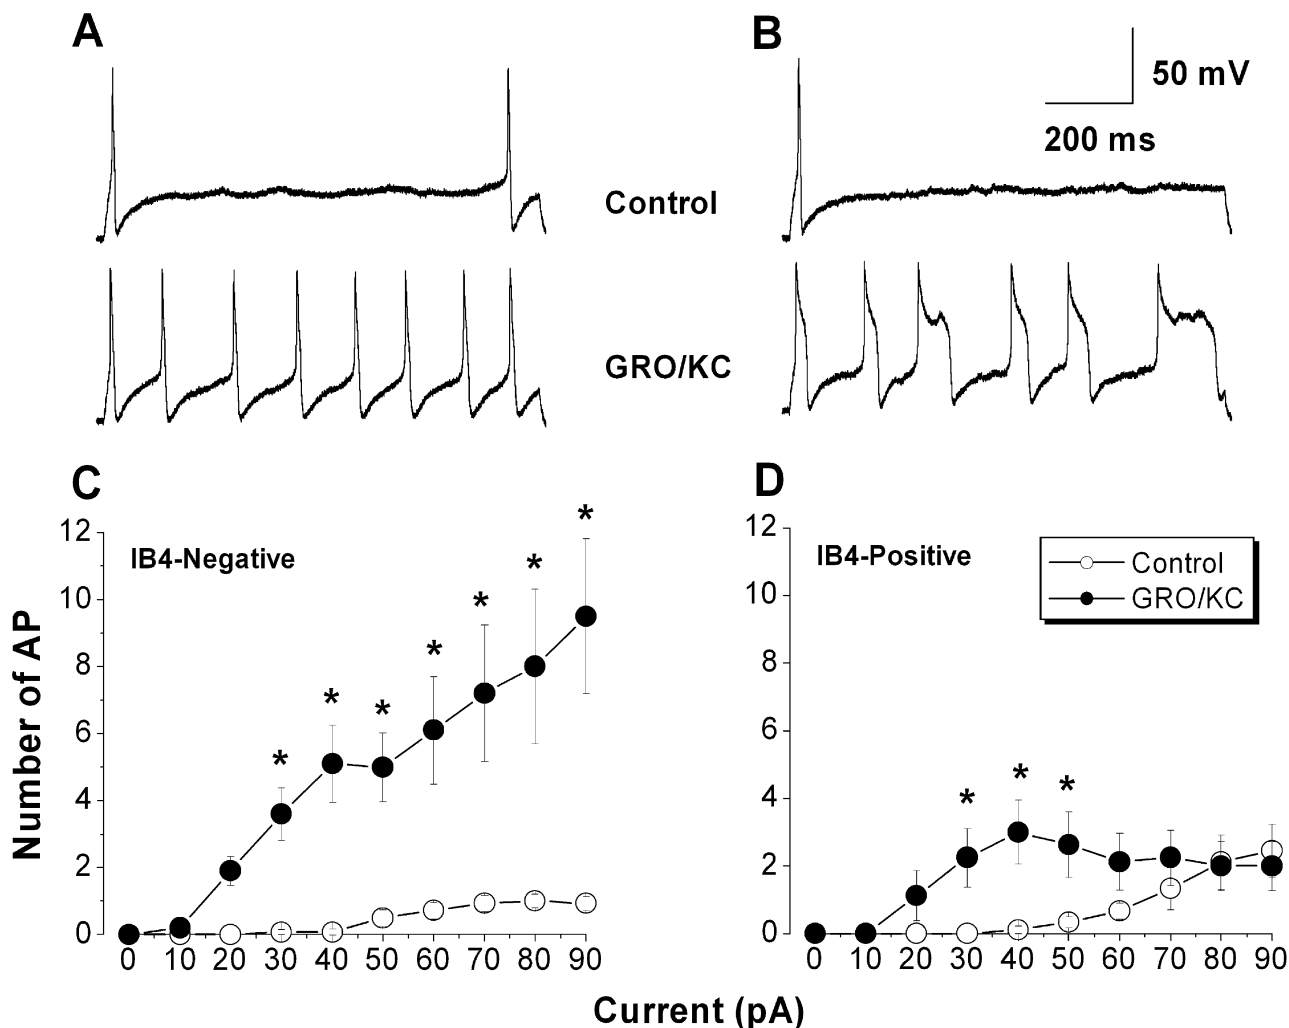 A
B
50 mV
200 ms
Control
GRO/KC
C
D
12
10
8
6
4
2
0
IB4-Negative
* * * * * * *
Number of AP
0 10 20 30 40 50 60 70 80 90
12
10
8
6
4
2
0
IB4-Positive
Control
GRO/KC
* * *
0 10 20 30 40 50 60 70 80 90
Current (pA)